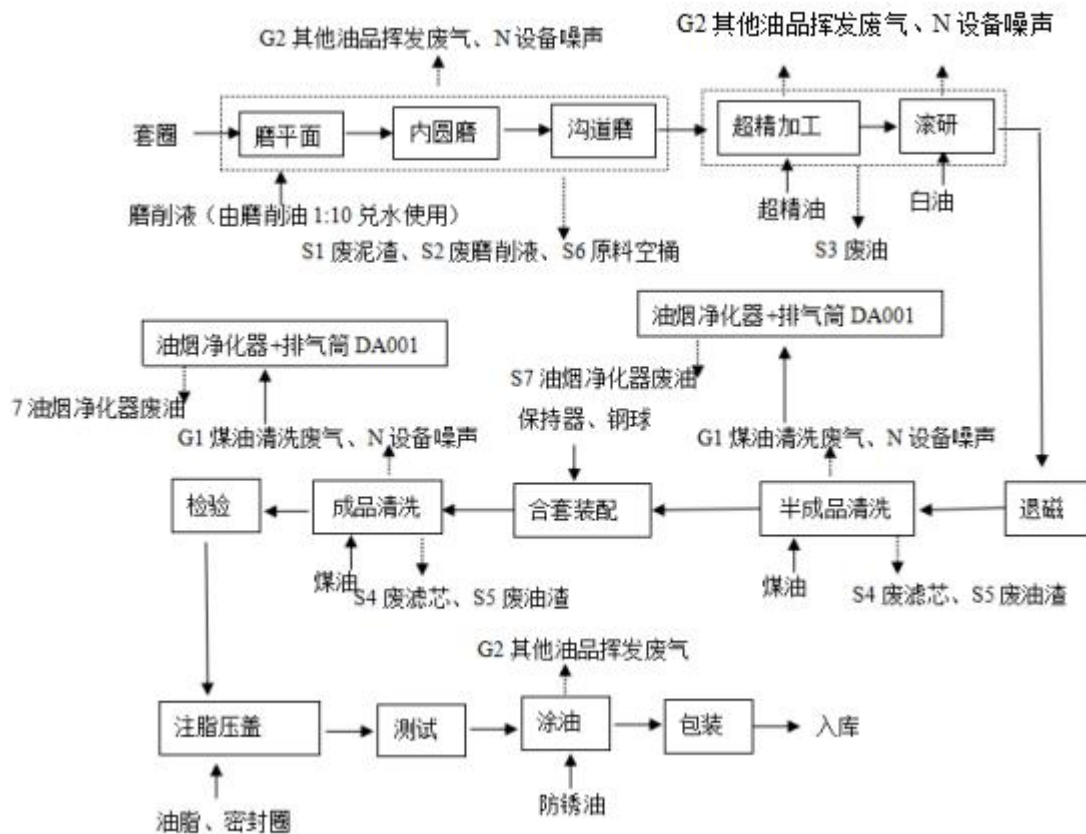 G2 其他油品挥发废气、N 设备噪声
G2 其他油品挥发废气、N 设备噪声
套圈
磨平面
内圆磨
沟道磨
超精加工
滚研
磨削液（由磨削油 1:10 兑水使用）
超精油
白油
S1 废泥渣、S2 废磨削液、S6 原料空桶
S3 废油
油烟净化器+排气筒 DA001
油烟净化器+排气筒 DA001
7 油烟净化器废油
S7 油烟净化器废油
保持器、钢球
G1 煤油清洗废气、N 设备噪声
G1 煤油清洗废气、N 设备噪声
检验
成品清洗
合套装配
半成品清洗
退磁
煤油
S4 废滤芯、S5 废油渣
煤油
S4 废滤芯、S5 废油渣
G2 其他油品挥发废气
注脂压盖
测试
涂油
包装
入库
油脂、密封圈
防锈油